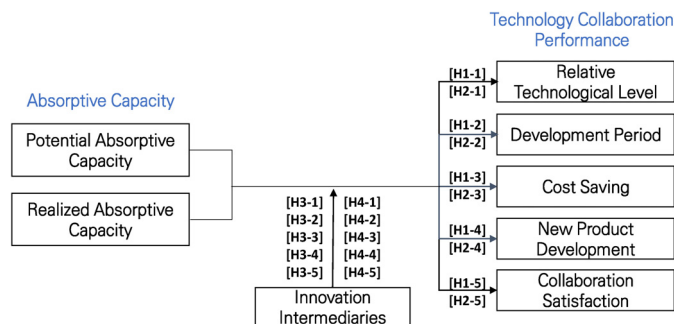 Technology Collaboration
Performance
Absorptive Capacity
Potential Absorptive
Capacity
Realized Absorptive
Capacity
[H3-1] [H4-1]
[H3-2] [H4-2]
[H3-3] [H4-3]
[H3-4] [H4-4]
[H3-5] [H4-5]
Innovation
Intermediaries
[H1-1]
[H2-1]
Relative
Technological Level
[H1-2]
[H2-2]
Development Period
[H1-3]
[H2-3]
Cost Saving
[H1-4]
[H2-4]
New Product
Development
[H1-5]
[H2-5]
Collaboration
Satisfaction